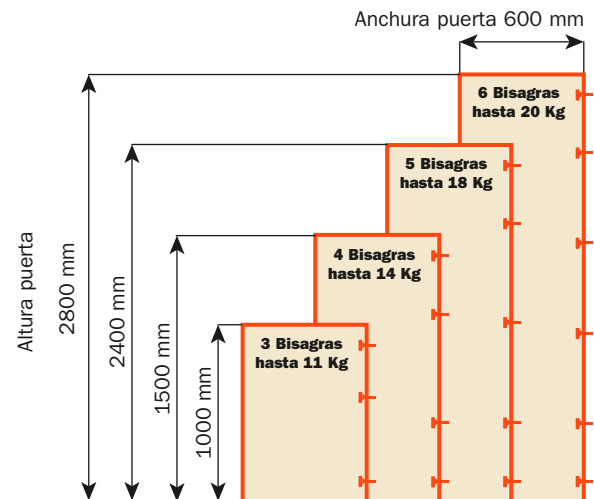 Anchura puerta 600 mm
6 Bisagras
hasta 20 Kg
5 Bisagras
hasta 18 Kg
4 Bisagras
hasta 14 Kg
3 Bisagras
hasta 11 Kg
Altura puerta
2800 mm
2400 mm
1500 mm
1000 mm